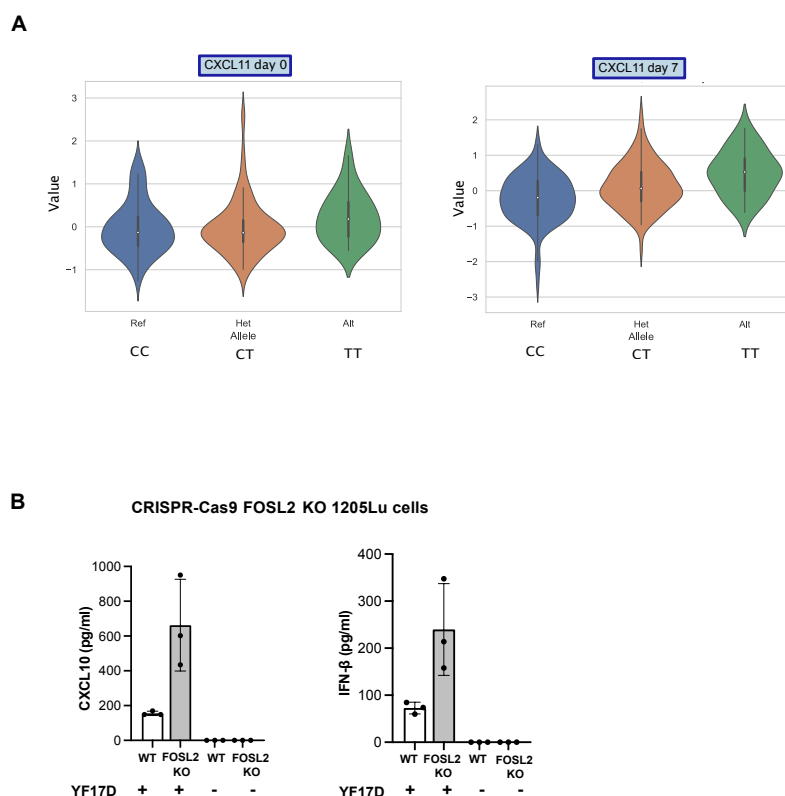 A
CXCL11 day 0
3
2
1
0
−1
Value
Ref
Het
Alt
Allele
CC
CT
TT
CXCL11 day 7
2
1
0
−1
−2
−3
Value
Ref
Het
Alt
Allele
CC
CT
TT
B
CRISPR-Cas9 FOSL2 KO 1205Lu cells
1000
800
600
400
200
0
CXCL10 (pg/ml)
WT FOSL2 KO WT FOSL2 KO
YF17D + + - -
400
300
200
100
0
IFN-β (pg/ml)
WT FOSL2 KO WT FOSL2 KO
YF17D + + - -